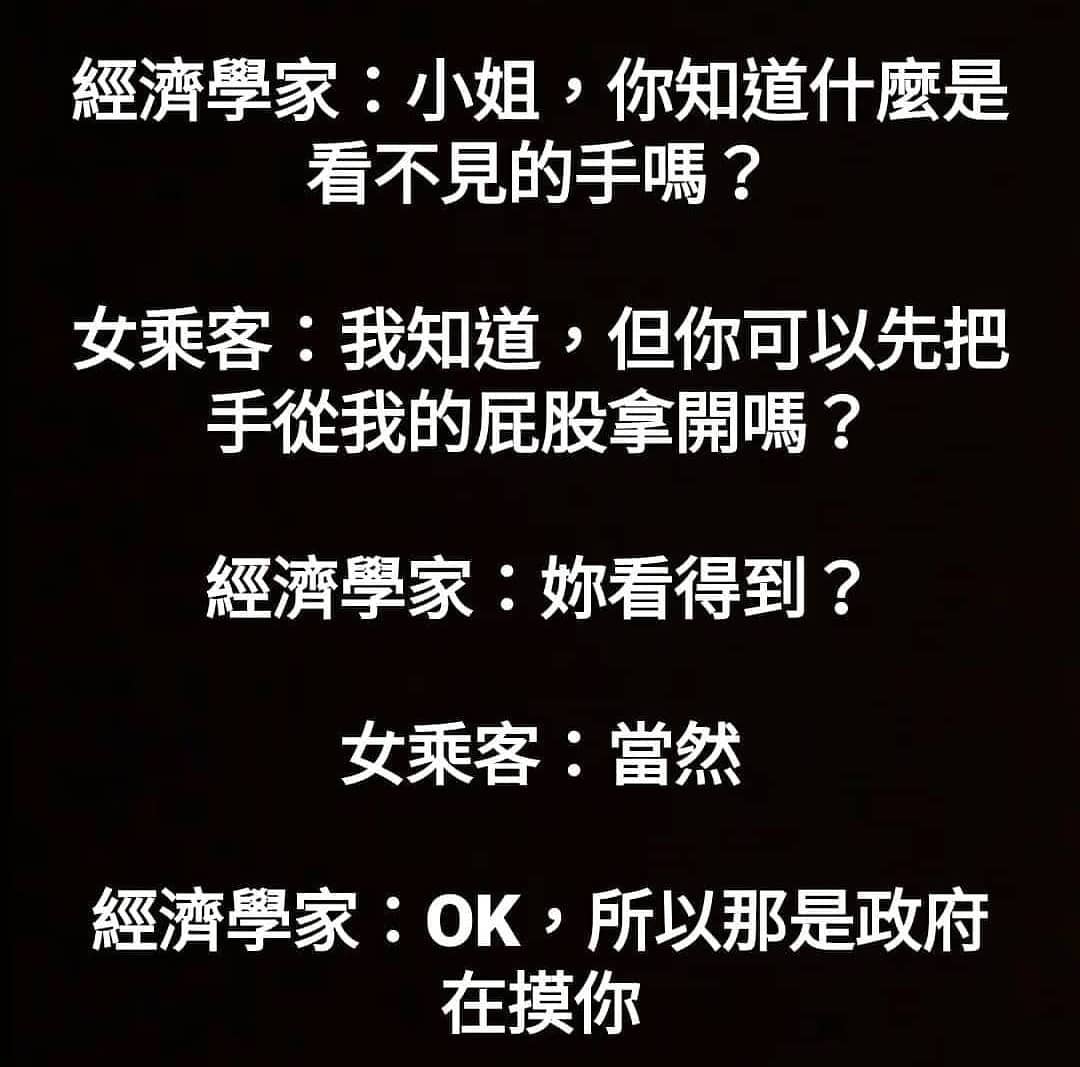 經濟學家：小姐，你知道什麼是
看不見的手嗎？
女乘客：我知道，但你可以先把
手從我的屁股拿開嗎？
經濟學家：妳看得到？
女乘客：當然
經濟學家：OK，所以那是政府
在摸你